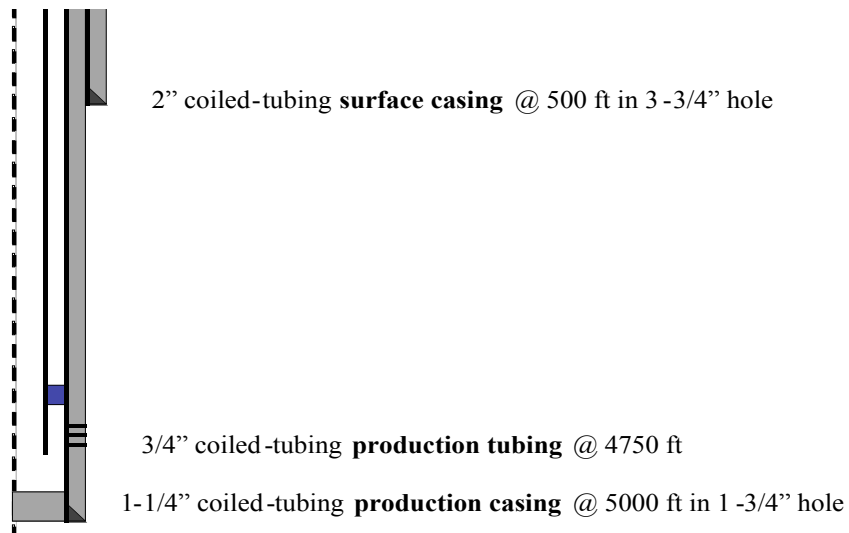 2” coiled-tubing surface casing @ 500 ft in 3-3/4” hole
3/4” coiled-tubing production tubing @ 4750 ft
1-1/4” coiled-tubing production casing @ 5000 ft in 1-3/4” hole